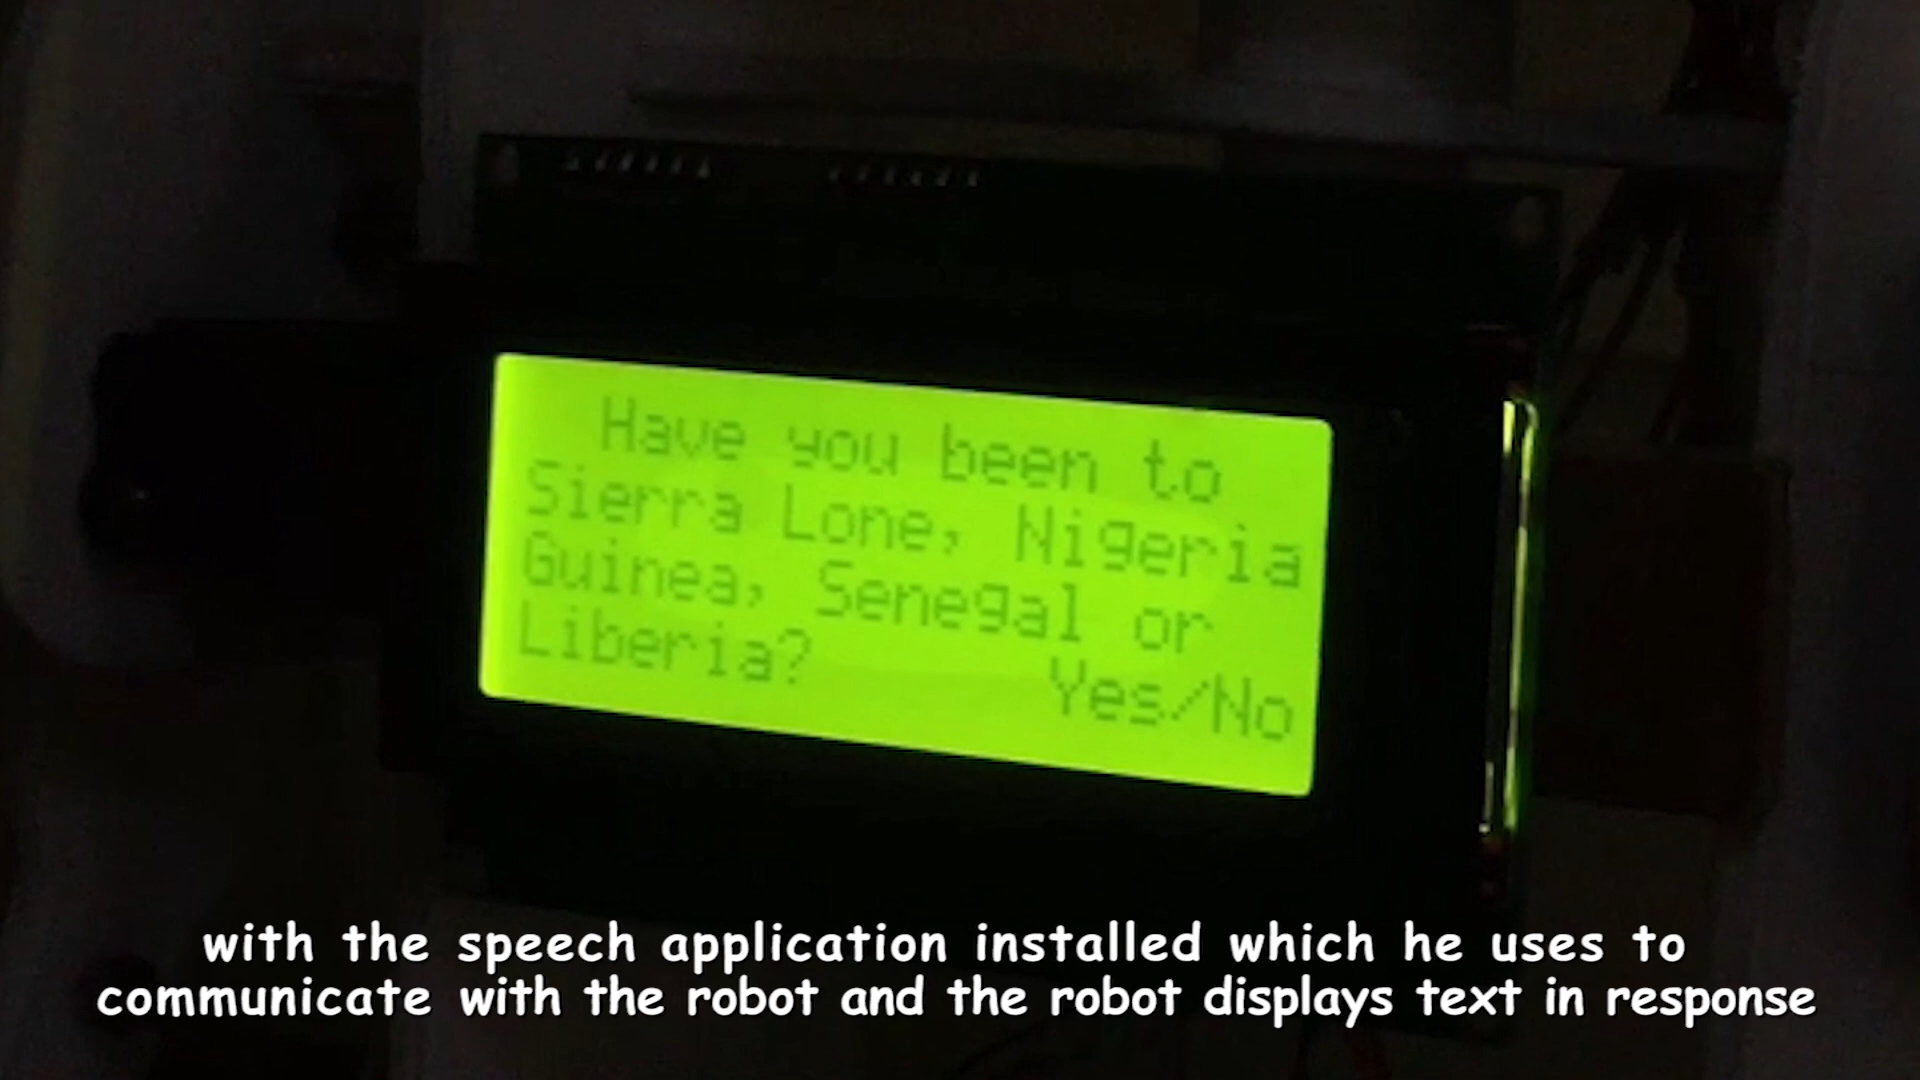 Have you been to
Sierra Lone, Nigeria
Guinea, Senegal or
Liberia? Yes/No
with the speech application installed which he uses to
communicate with the robot and the robot displays text in response